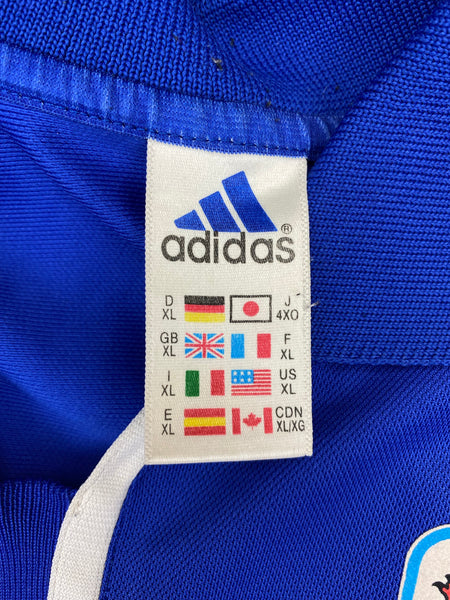 adidas®
D J
XL 4XO
GB F
XL XL
I US
XL XL
E CDN
XL XL/XG